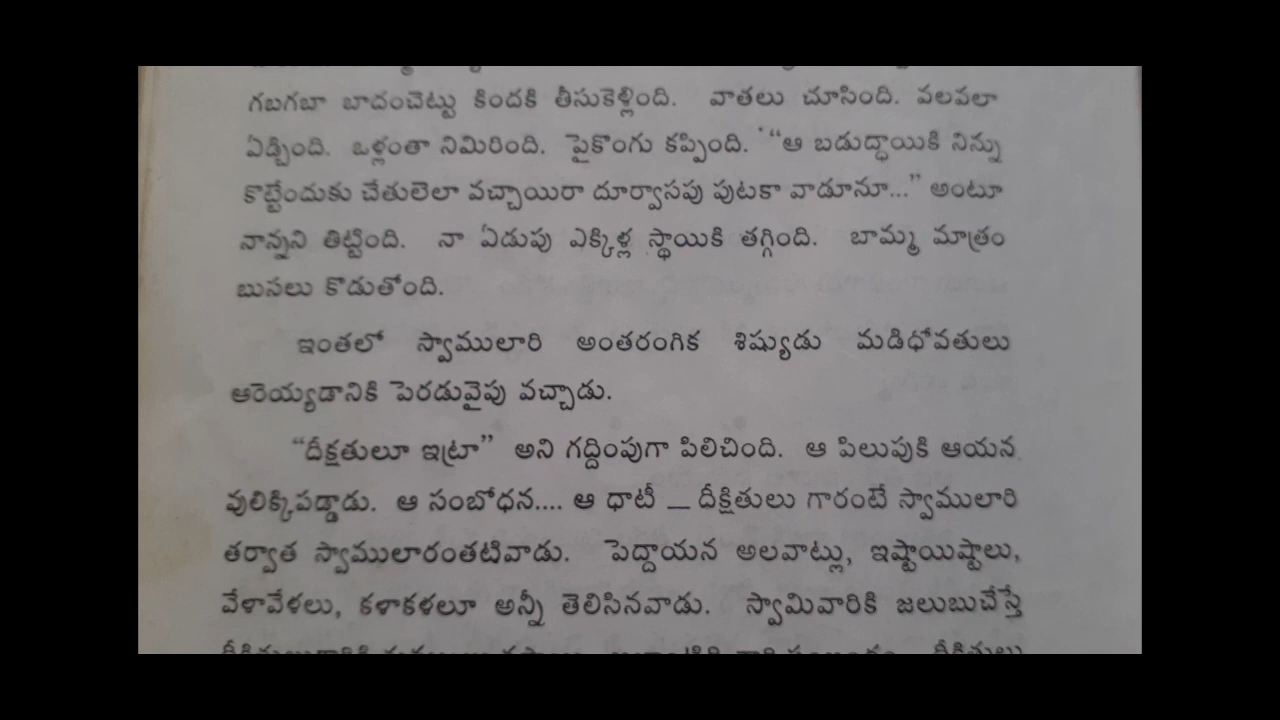 గబగబా బాదంచెట్టు కిందకి తీసుకెళ్లింది. వాతలు చూసింది. వలవలా
ఏడ్చింది. ఒళ్లంతా నిమిరింది. పైకొంగు కప్పింది. “ఆ బడుద్ధాయికి నిన్ను
కొట్టేందుకు చేతులెలా వచ్చాయిరా దూర్వాసపు పుటకా వాడూనూ...” అంటూ
నాన్నని తిట్టింది. నా ఏడుపు ఎక్కిళ్ల స్థాయికి తగ్గింది. బామ్మ మాత్రం
బుసలు కొడుతోంది.
ఇంతలో స్వాములారి అంతరంగిక శిష్యుడు మడిధోవతులు
ఆరెయ్యడానికి పెరడువైపు వచ్చాడు.
“దీక్షతులూ ఇట్రా” అని గద్దింపుగా పిలిచింది. ఆ పిలుపుకి ఆయన
వులిక్కిపడ్డాడు. ఆ సంబోధన.... ఆ ధాటీ — దీక్షితులు గారంటే స్వాములారి
తర్వాత స్వాములారంతటివాడు. పెద్దాయన అలవాట్లు, ఇష్టాయిష్టాలు,
వేళావేళలు, కళాకళలూ అన్నీ తెలిసినవాడు. స్వామివారికి జలుబుచేస్తే